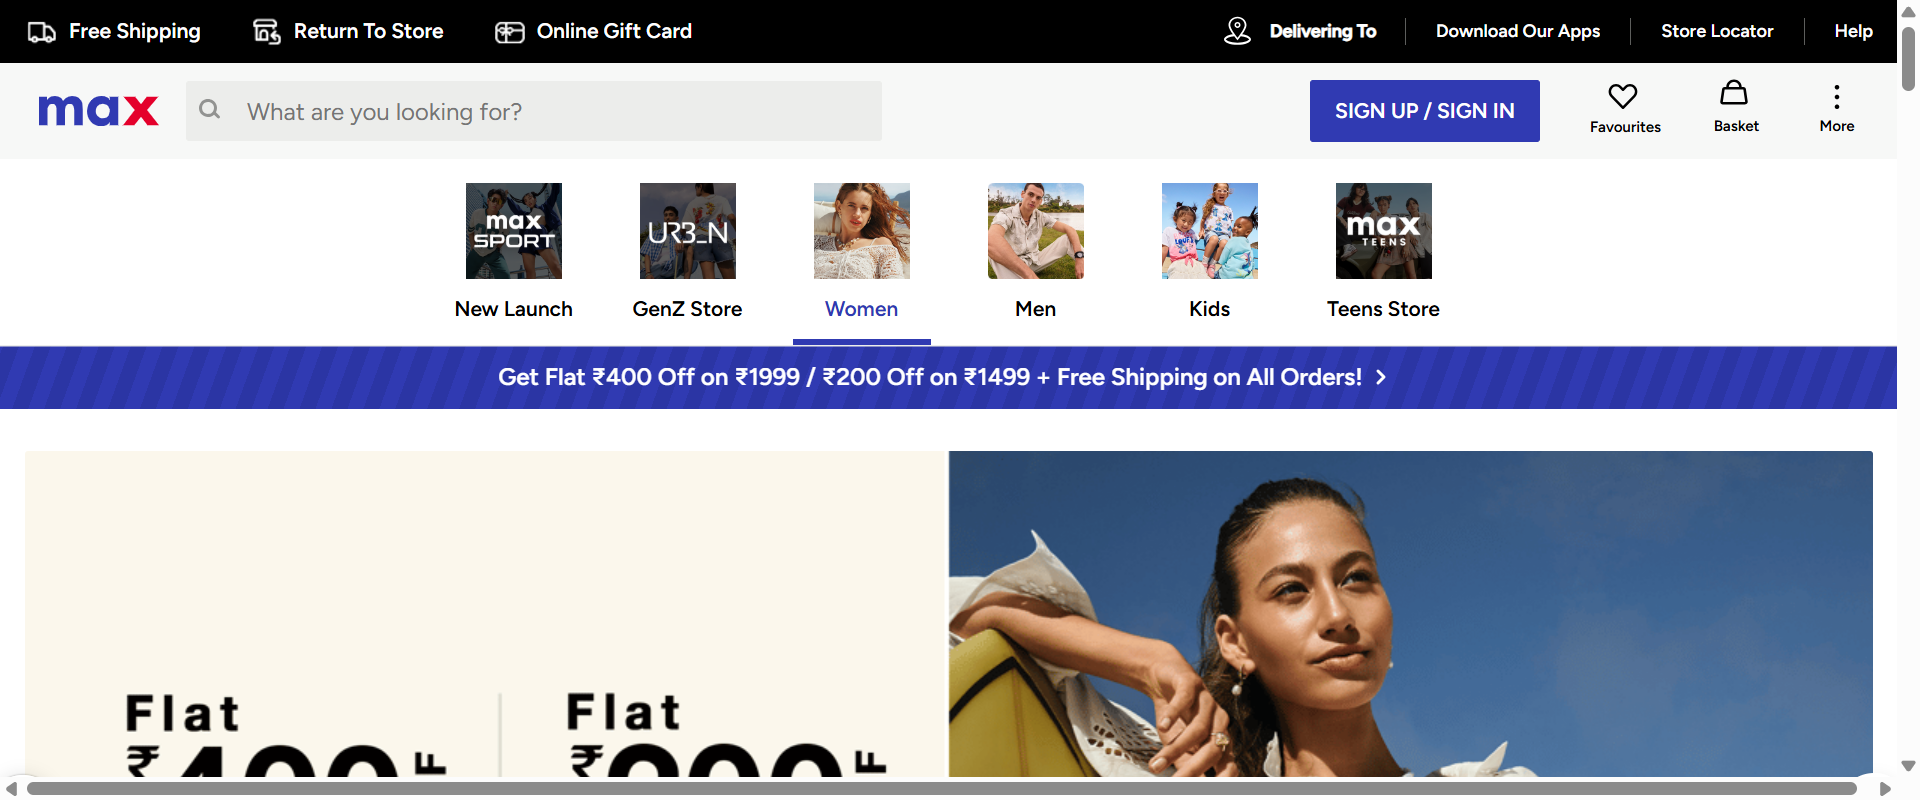 Free Shipping
Return To Store
Online Gift Card
Delivering To
Download Our Apps
Store Locator
Help
max
What are you looking for?
SIGN UP / SIGN IN
Favourites
Basket
More
max
SPORT
URB_N
max
TEENS
New Launch
GenZ Store
Women
Men
Kids
Teens Store
Get Flat ₹400 Off on ₹1999 / ₹200 Off on ₹1499 + Free Shipping on All Orders!
Flat
₹400
Flat